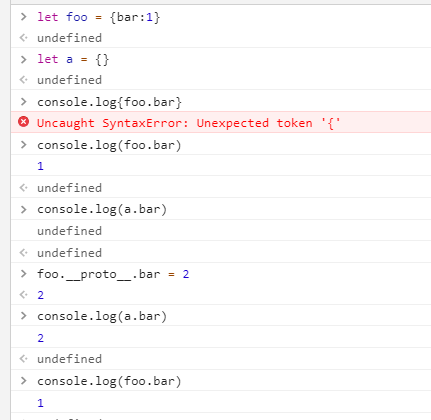 let foo = {bar:1}
undefined
let a = {}
undefined
console.log{foo.bar}
Uncaught SyntaxError: Unexpected token '{'
console.log(foo.bar)
1
undefined
console.log(a.bar)
undefined
undefined
foo.__proto__.bar = 2
2
console.log(a.bar)
2
undefined
console.log(foo.bar)
1